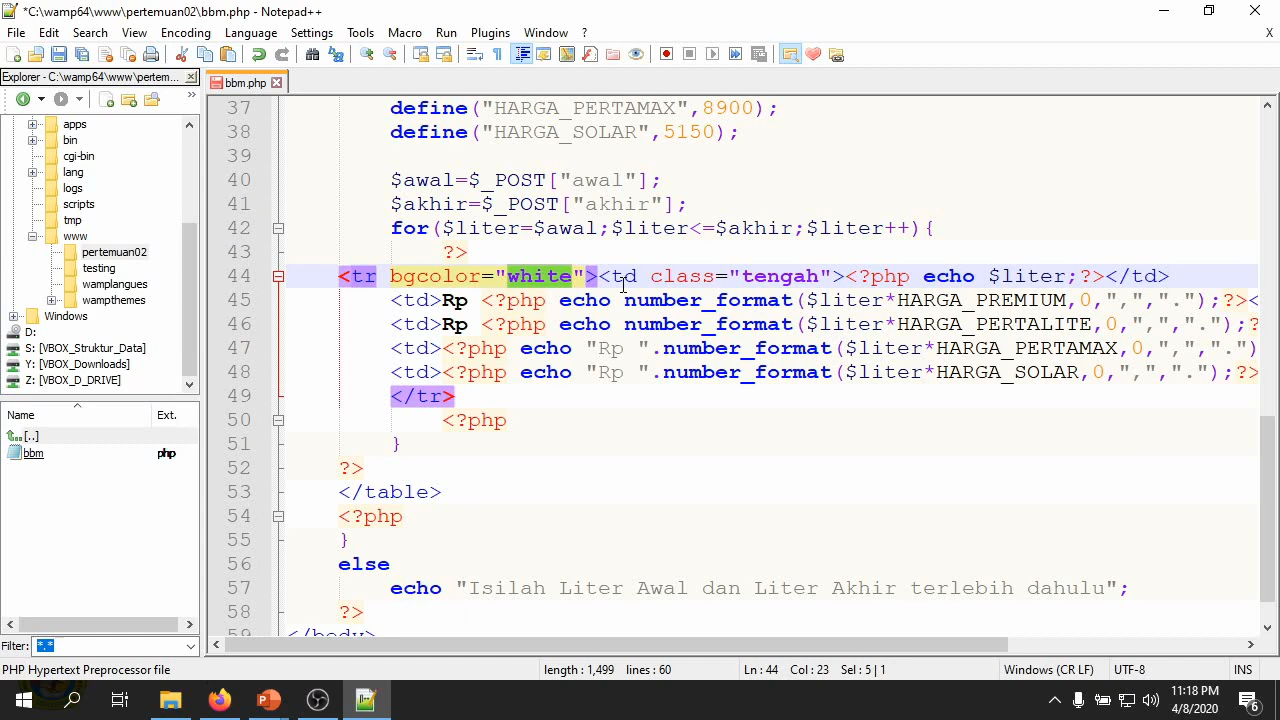 *C:\wamp64\www\pertemuan02\bbm.php - Notepad++
File Edit Search View Encoding Language Settings Tools Macro Run Plugins Window ? X
Explorer - C:\wamp64\www\pertem...
bbm.php
apps
bin
cgi-bin
lang
logs
scripts
tmp
www
pertemuan02
testing
wamplangues
wampthemes
Windows
D:
S: [VBOX_Struktur_Data]
Y: [VBOX_Downloads]
Z: [VBOX_D_DRIVE]
Name Ext.
[..]
bbm php
Filter: *.*
37 define("HARGA_PERTAMAX",8900);
38 define("HARGA_SOLAR",5150);
39
40 $awal=$_POST["awal"];
41 $akhir=$_POST["akhir"];
42 for($liter=$awal;$liter<=$akhir;$liter++){
43 ?>
44 <tr bgcolor="white"><td class="tengah"><?php echo $liter;?></td>
45 <td>Rp <?php echo number_format($liter*HARGA_PREMIUM,0,",",".");?><
46 <td>Rp <?php echo number_format($liter*HARGA_PERTALITE,0,",",".");?
47 <td><?php echo "Rp ".number_format($liter*HARGA_PERTAMAX,0,",",".")
48 <td><?php echo "Rp ".number_format($liter*HARGA_SOLAR,0,",",".");?>
49 </tr>
50 <?php
51 }
52 ?>
53 </table>
54 <?php
55 }
56 else
57 echo "Isilah Liter Awal dan Liter Akhir terlebih dahulu";
58 ?>
59 </body>
PHP Hypertext Preprocessor file length : 1,499 lines : 60 Ln : 44 Col : 23 Sel : 5 | 1 Windows (CR LF) UTF-8 INS
11:18 PM
4/8/2020
6